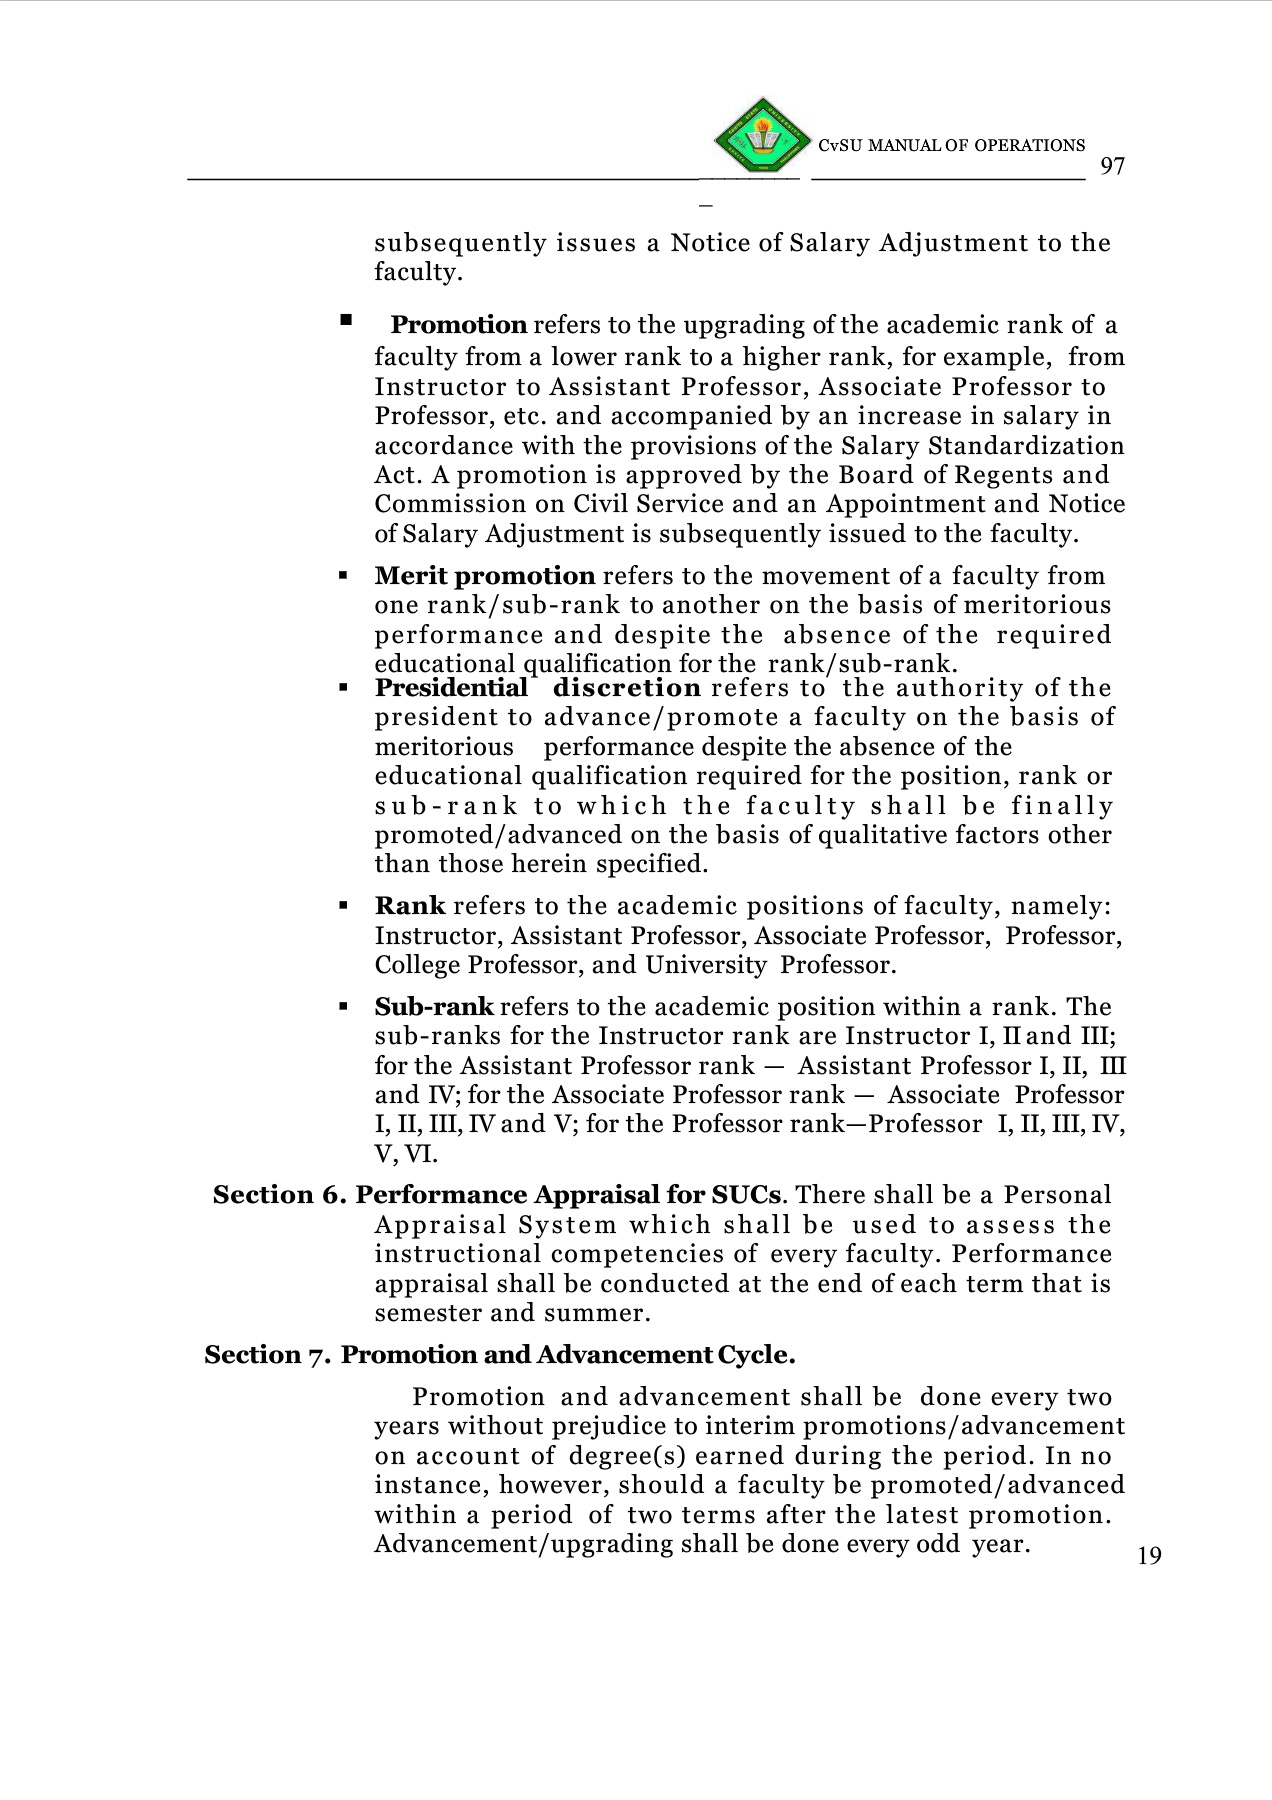 CvSU MANUAL OF OPERATIONS
97
subsequently issues a Notice of Salary Adjustment to the
faculty.
▪ Promotion refers to the upgrading of the academic rank of a
faculty from a lower rank to a higher rank, for example, from
Instructor to Assistant Professor, Associate Professor to
Professor, etc. and accompanied by an increase in salary in
accordance with the provisions of the Salary Standardization
Act. A promotion is approved by the Board of Regents and
Commission on Civil Service and an Appointment and Notice
of Salary Adjustment is subsequently issued to the faculty.
▪ Merit promotion refers to the movement of a faculty from
one rank/sub-rank to another on the basis of meritorious
performance and despite the absence of the required
educational qualification for the rank/sub-rank.
▪ Presidential discretion refers to the authority of the
president to advance/promote a faculty on the basis of
meritorious performance despite the absence of the
educational qualification required for the position, rank or
sub-rank to which the faculty shall be finally
promoted/advanced on the basis of qualitative factors other
than those herein specified.
▪ Rank refers to the academic positions of faculty, namely:
Instructor, Assistant Professor, Associate Professor, Professor,
College Professor, and University Professor.
▪ Sub-rank refers to the academic position within a rank. The
sub-ranks for the Instructor rank are Instructor I, II and III;
for the Assistant Professor rank — Assistant Professor I, II, III
and IV; for the Associate Professor rank — Associate Professor
I, II, III, IV and V; for the Professor rank—Professor I, II, III, IV,
V, VI.
Section 6. Performance Appraisal for SUCs. There shall be a Personal
Appraisal System which shall be used to assess the
instructional competencies of every faculty. Performance
appraisal shall be conducted at the end of each term that is
semester and summer.
Section 7. Promotion and Advancement Cycle.
Promotion and advancement shall be done every two
years without prejudice to interim promotions/advancement
on account of degree(s) earned during the period. In no
instance, however, should a faculty be promoted/advanced
within a period of two terms after the latest promotion.
Advancement/upgrading shall be done every odd year.
19